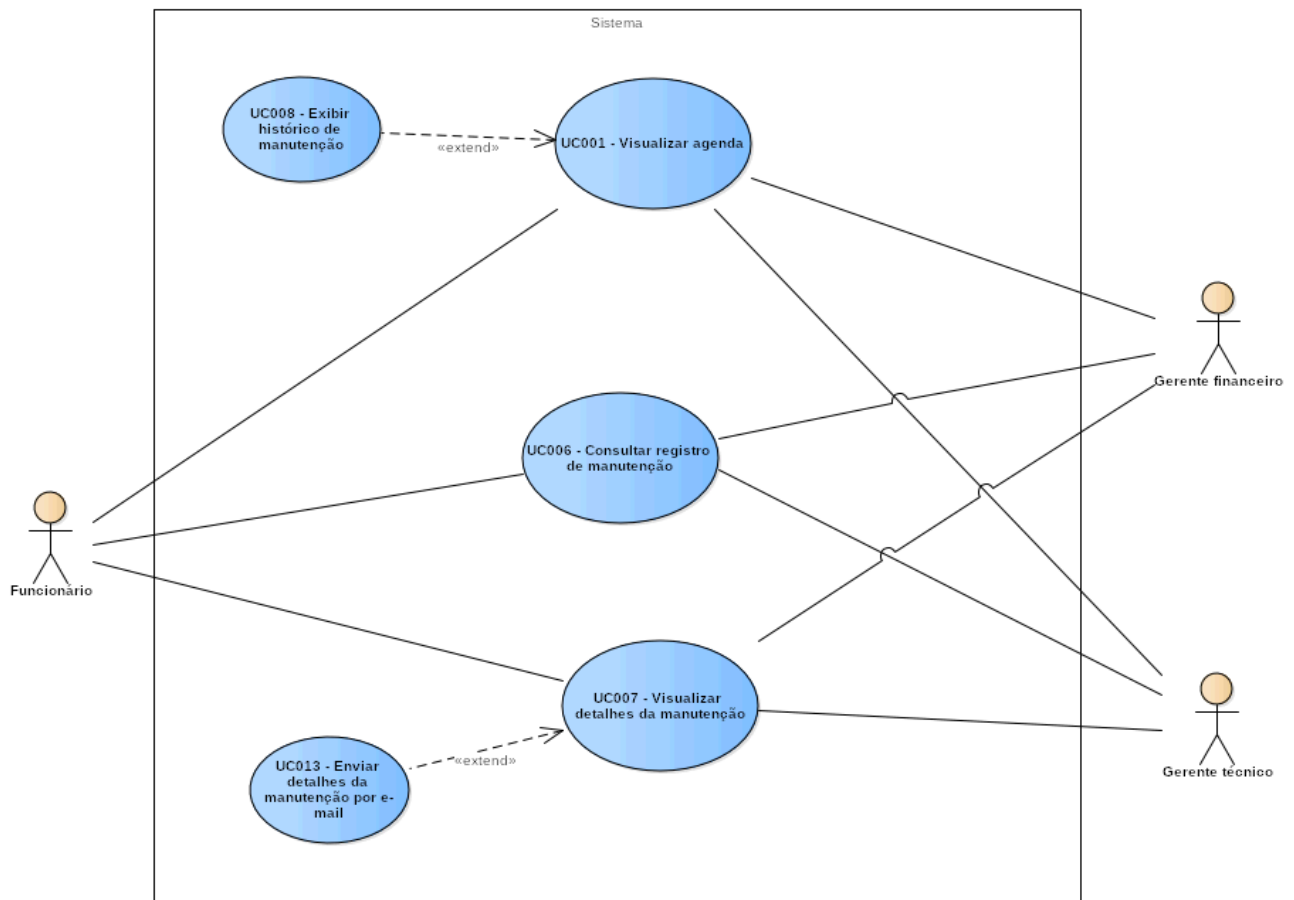 Sistema
UC008 - Exibir
histórico de
manutenção
«extend»
UC001 - Visualizar agenda
Gerente financeiro
UC006 - Consultar registro
de manutenção
Funcionário
UC007 - Visualizar
detalhes da manutenção
«extend»
UC013 - Enviar
detalhes da
manutenção por e-
mail
Gerente técnico